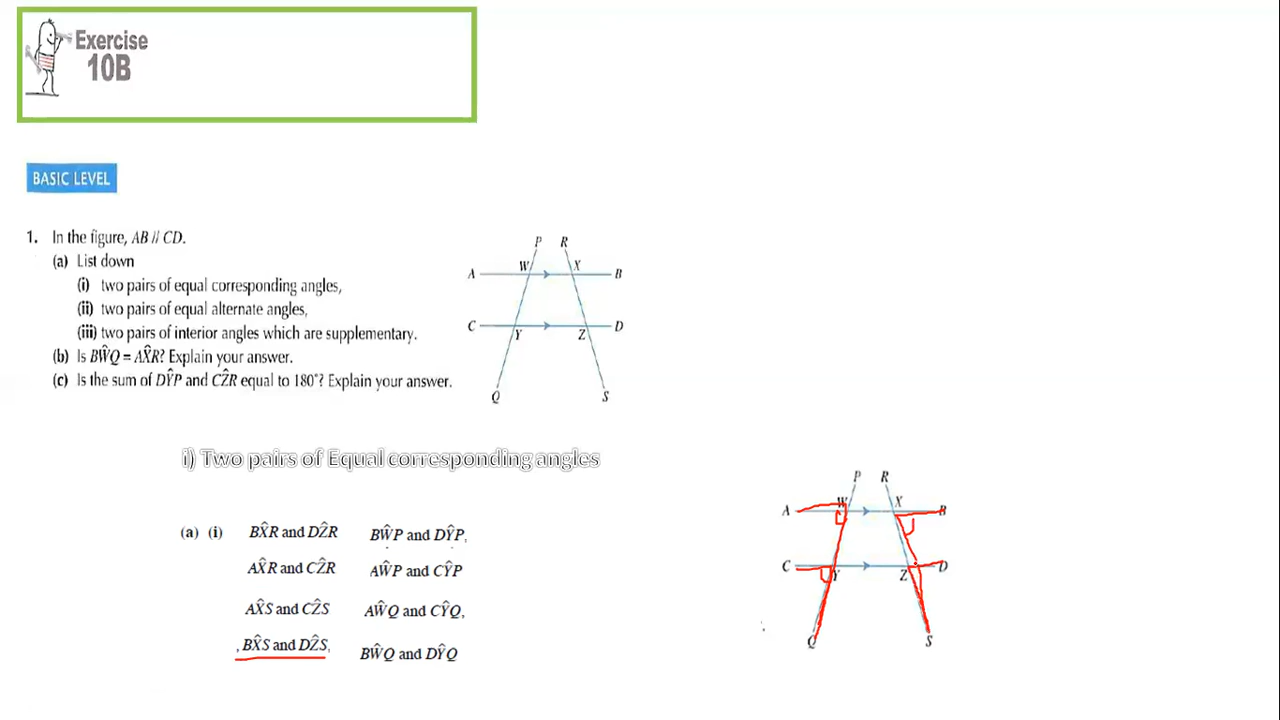 Exercise
10B
BASIC LEVEL
1. In the figure, AB // CD.
(a) List down
(i) two pairs of equal corresponding angles,
(ii) two pairs of equal alternate angles,
(iii) two pairs of interior angles which are supplementary.
(b) Is BŴQ = AX̂R? Explain your answer.
(c) Is the sum of DŶP and CẐR equal to 180°? Explain your answer.
P R
A W X B
C Y Z D
Q S
i) Two pairs of Equal corresponding angles
(a) (i) BX̂R and DẐR BŴP and DŶP,
AX̂R and CẐR AŴP and CŶP
AX̂S and CẐS AŴQ and CŶQ,
, BX̂S and DẐS, BŴQ and DŶQ
P R
A W X B
C Y Z D
Q S